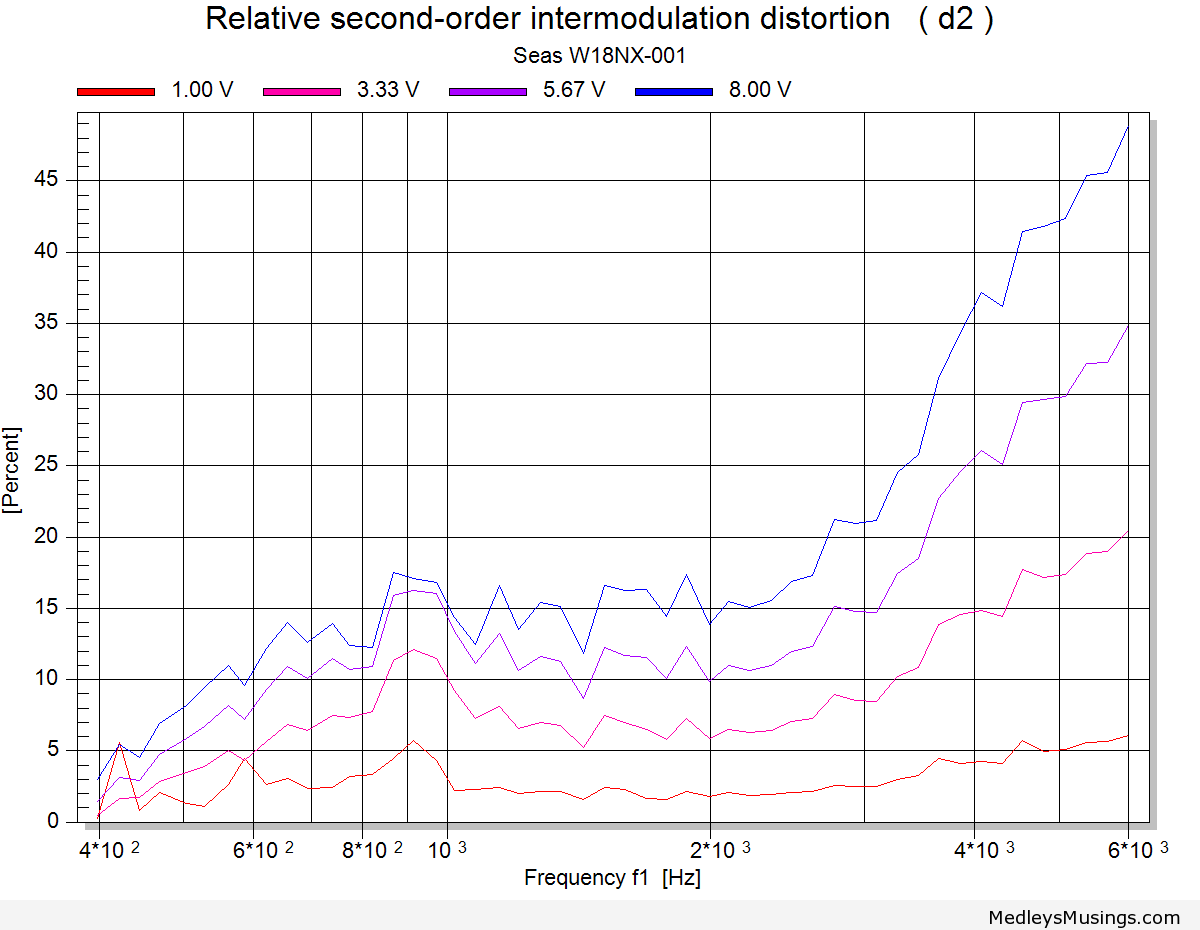 Relative second-order intermodulation distortion ( d2 )
Seas W18NX-001
1.00 V 3.33 V 5.67 V 8.00 V
45
40
35
30
25
20
15
10
5
0
[Percent]
4*10 2 6*10 2 8*10 2 10 3 2*10 3 4*10 3 6*10 3
Frequency f1 [Hz]
MedleysMusings.com